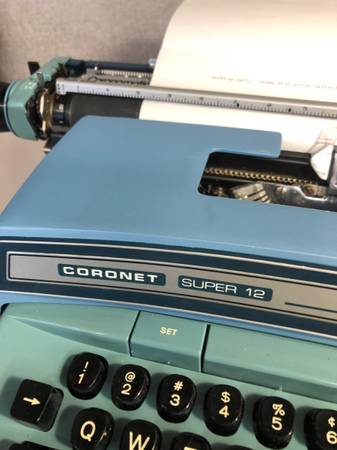 CORONET SUPER 12
SET
! 1 @ 2 # 3 $ 4 % 5 ¢ 6
→ Q W E